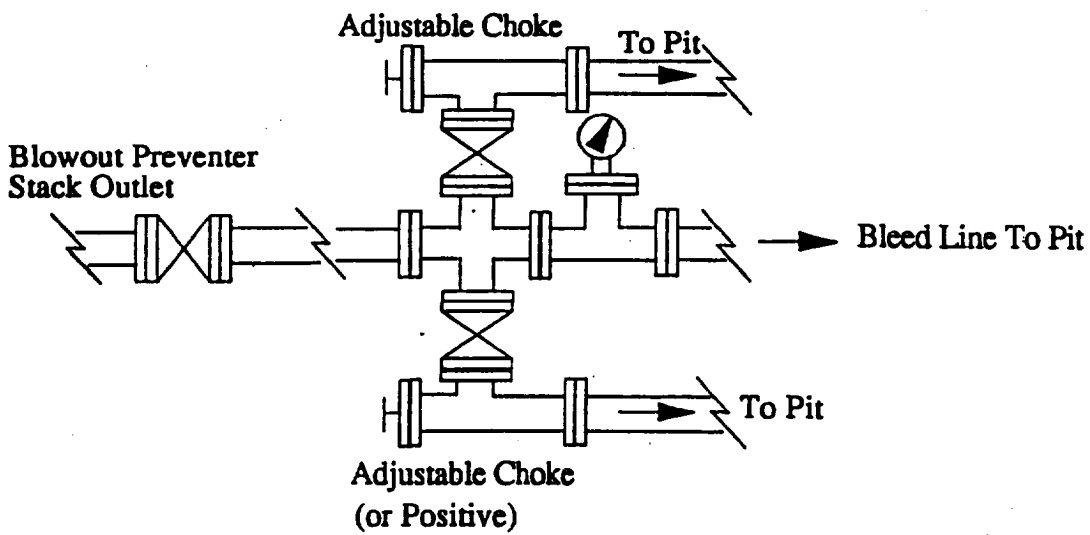 Adjustable Choke
To Pit
Blowout Preventer
Stack Outlet
Bleed Line To Pit
To Pit
Adjustable Choke
(or Positive)